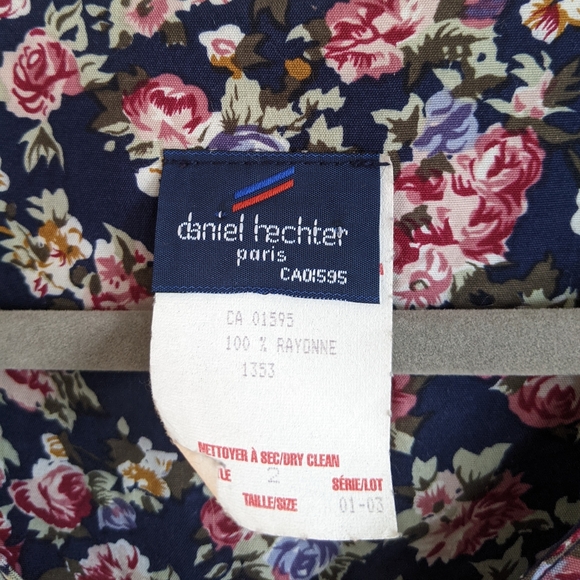 daniel hechter
paris
CA01595
CA 01595
100 % RAYONNE
1353
NETTOYER À SEC/DRY CLEAN
LE 2 SÉRIE/LOT
TAILLE/SIZE 01-03